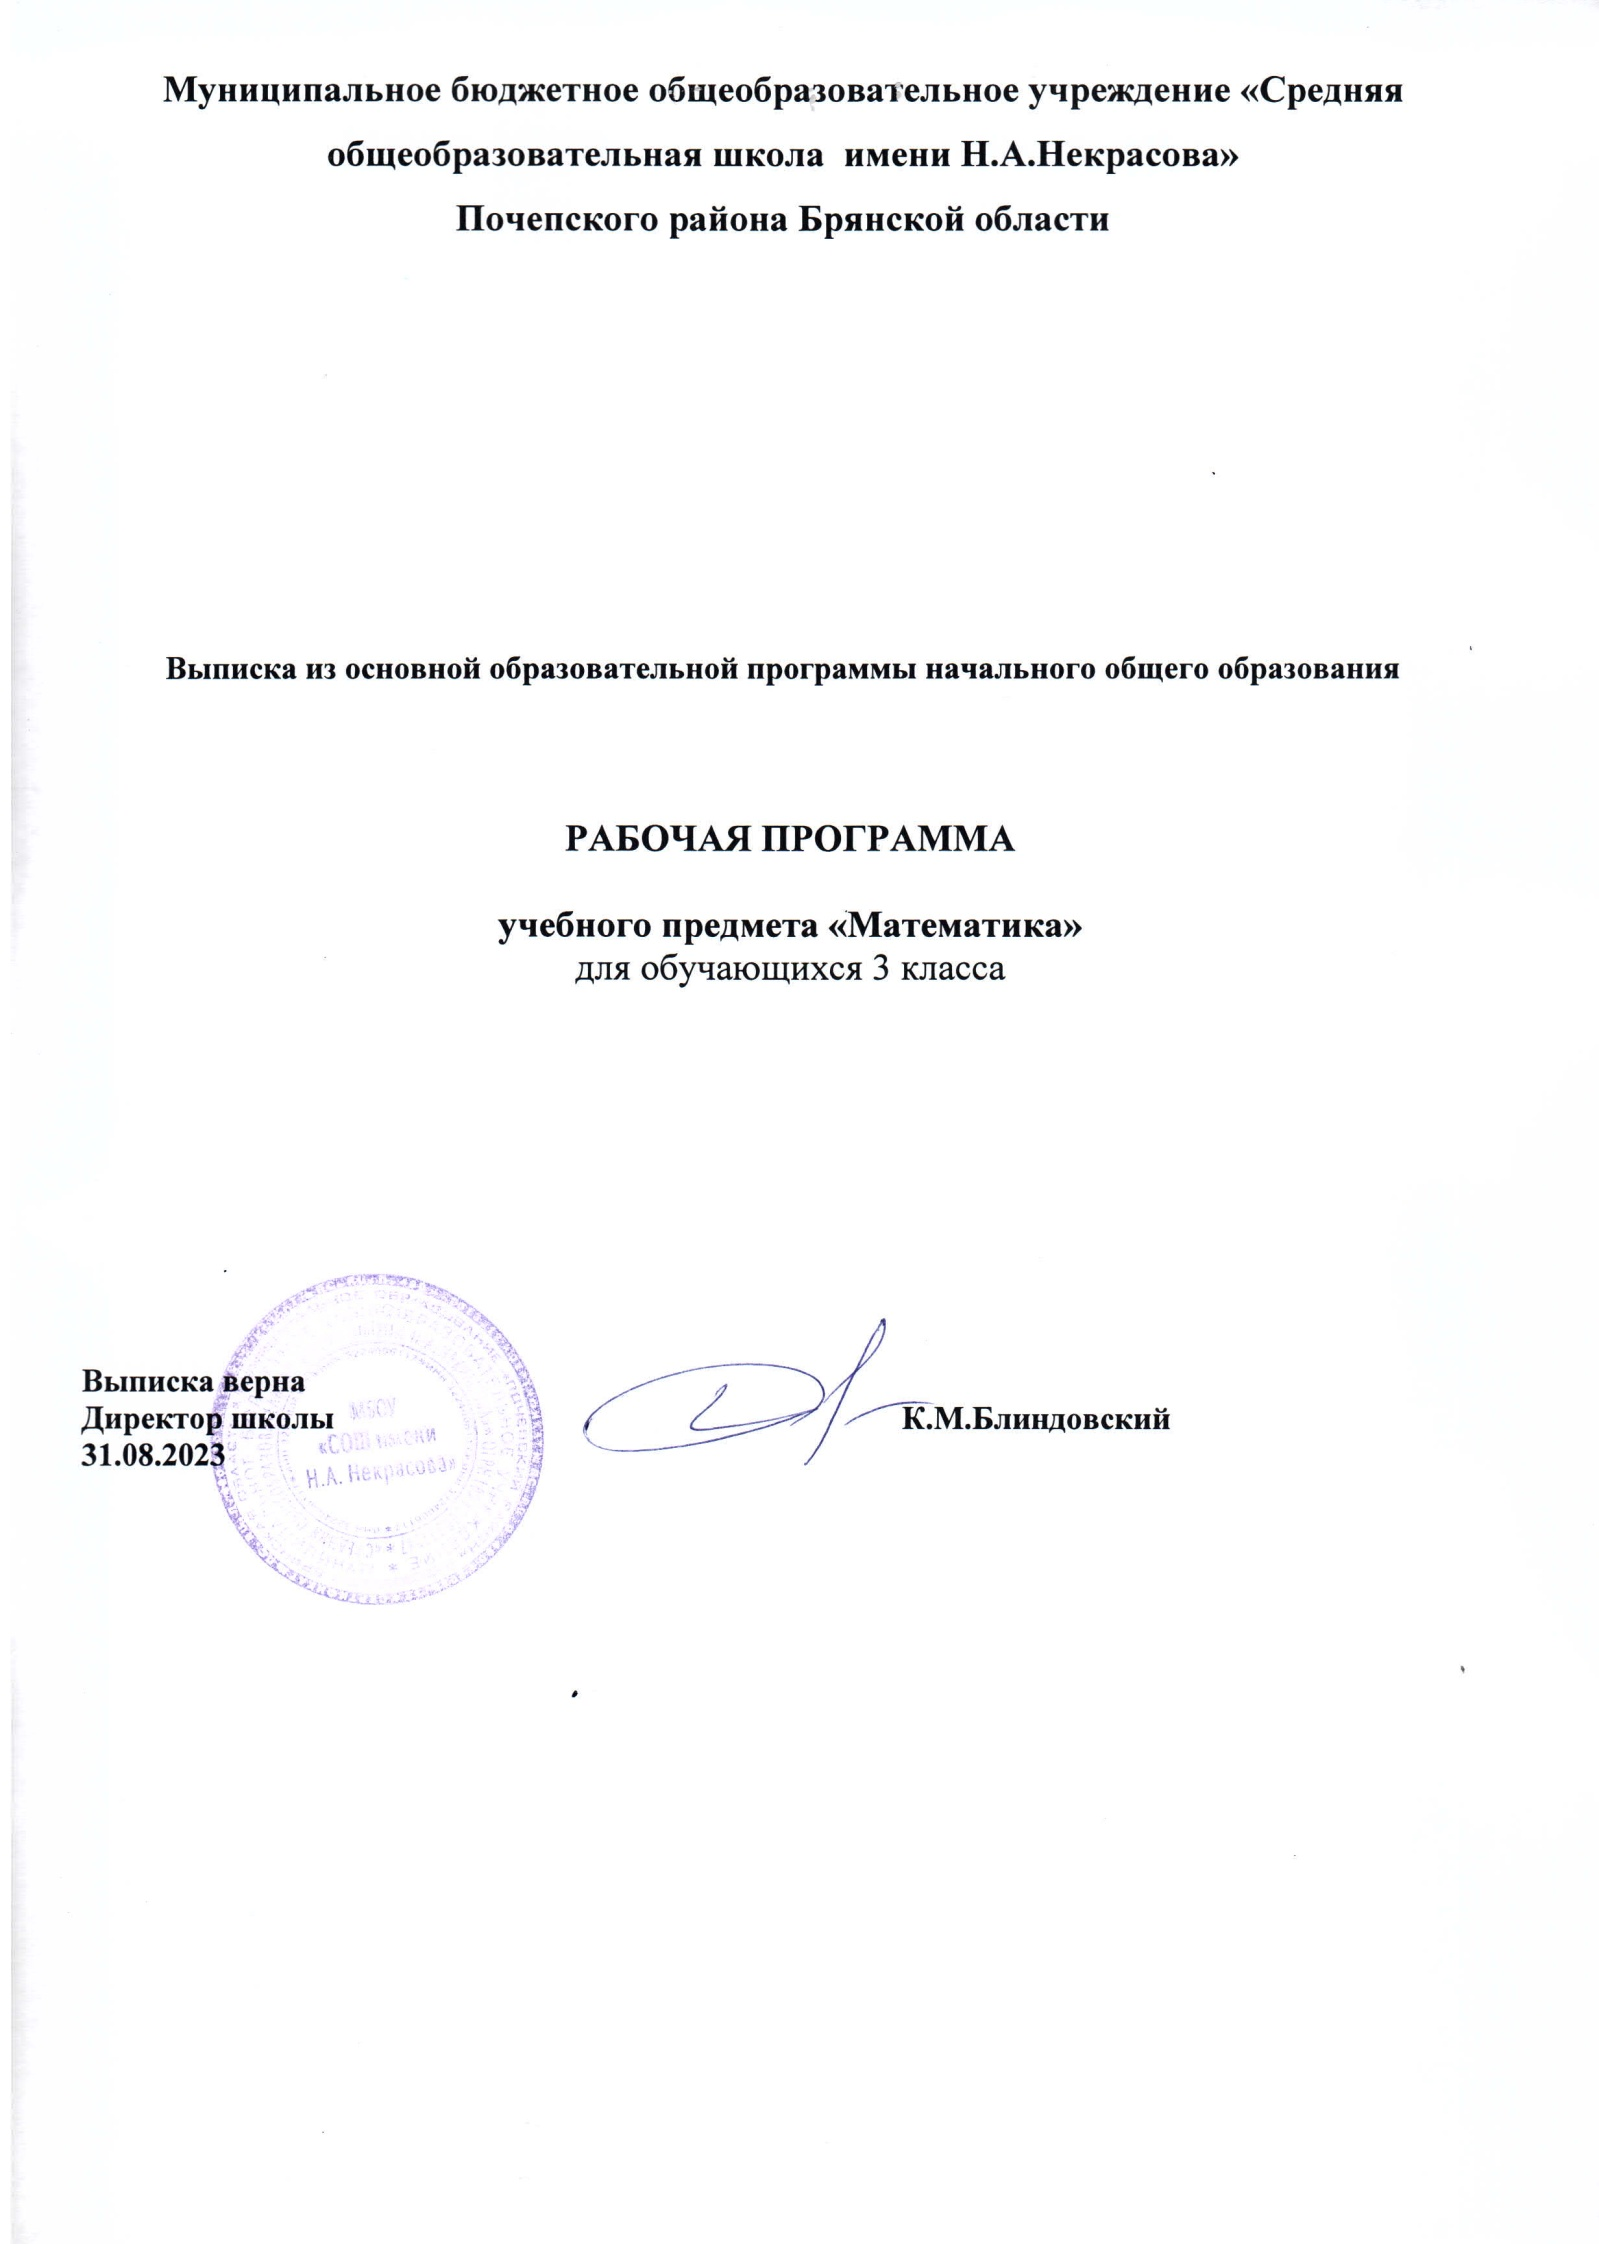 Муниципальное бюджетное общеобразовательное учреждение «Средняя
общеобразовательная школа имени Н.А.Некрасова»
Почепского района Брянской области
Выписка из основной образовательной программы начального общего образования
РАБОЧАЯ ПРОГРАММА
учебного предмета «Математика»
для обучающихся 3 класса
Выписка верна
Директор школы
К.М.Блиндовский
31.08.2023
МБОУ
«СОШ имени
Н.А. Некрасова»